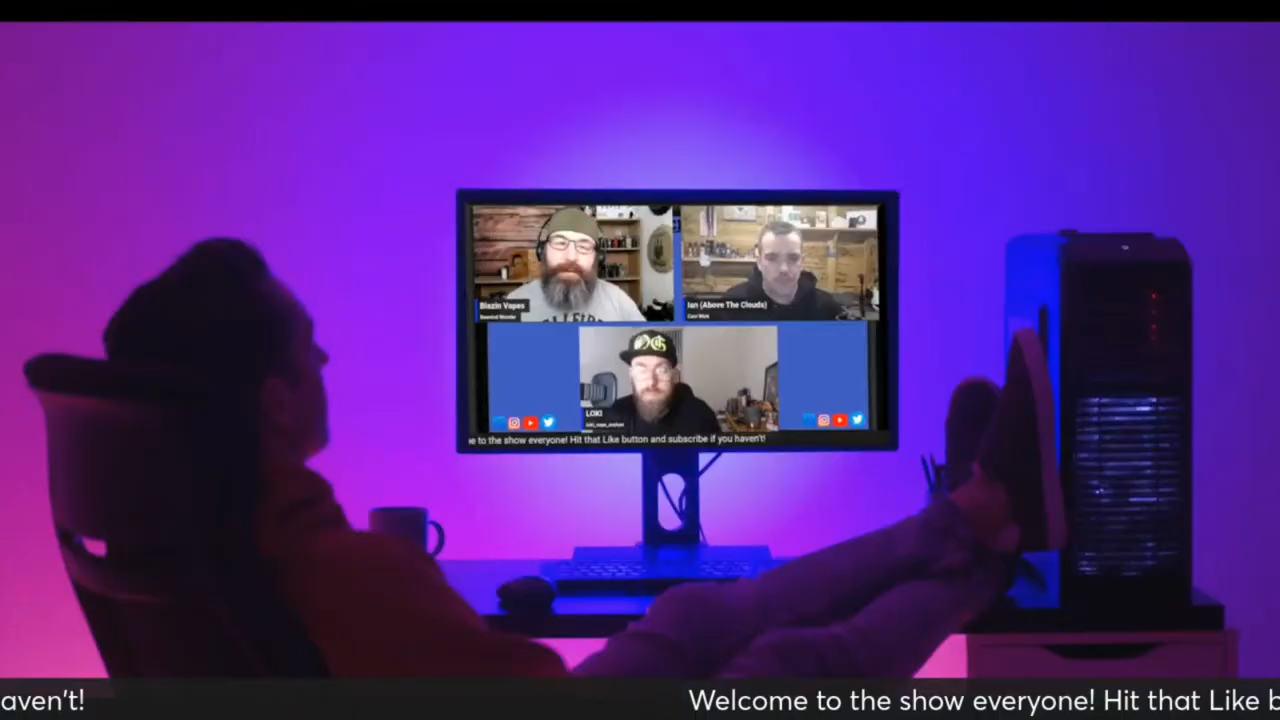 Blazin Vapes
Ian (Above The Clouds)
OG
LOKI
e to the show everyone! Hit that Like button and subscribe if you haven't!
aven't!
Welcome to the show everyone! Hit that Like b